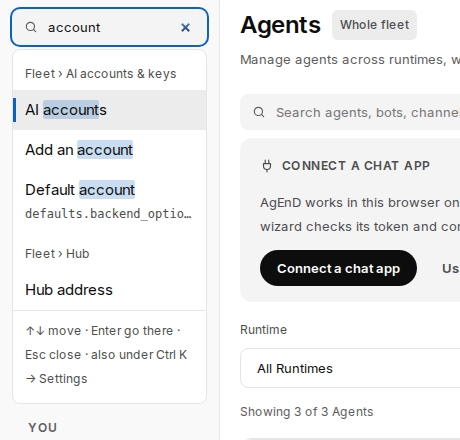 account
Fleet › AI accounts & keys
AI accounts
Add an account
Default account
defaults.backend_optio…
Fleet › Hub
Hub address
↑↓ move · Enter go there ·
Esc close · also under Ctrl K
→ Settings
YOU
Agents
Whole fleet
Manage agents across runtimes, w
Search agents, bots, channe
CONNECT A CHAT APP
AgEnD works in this browser on
wizard checks its token and co
Connect a chat app
Us
Runtime
All Runtimes
Showing 3 of 3 Agents